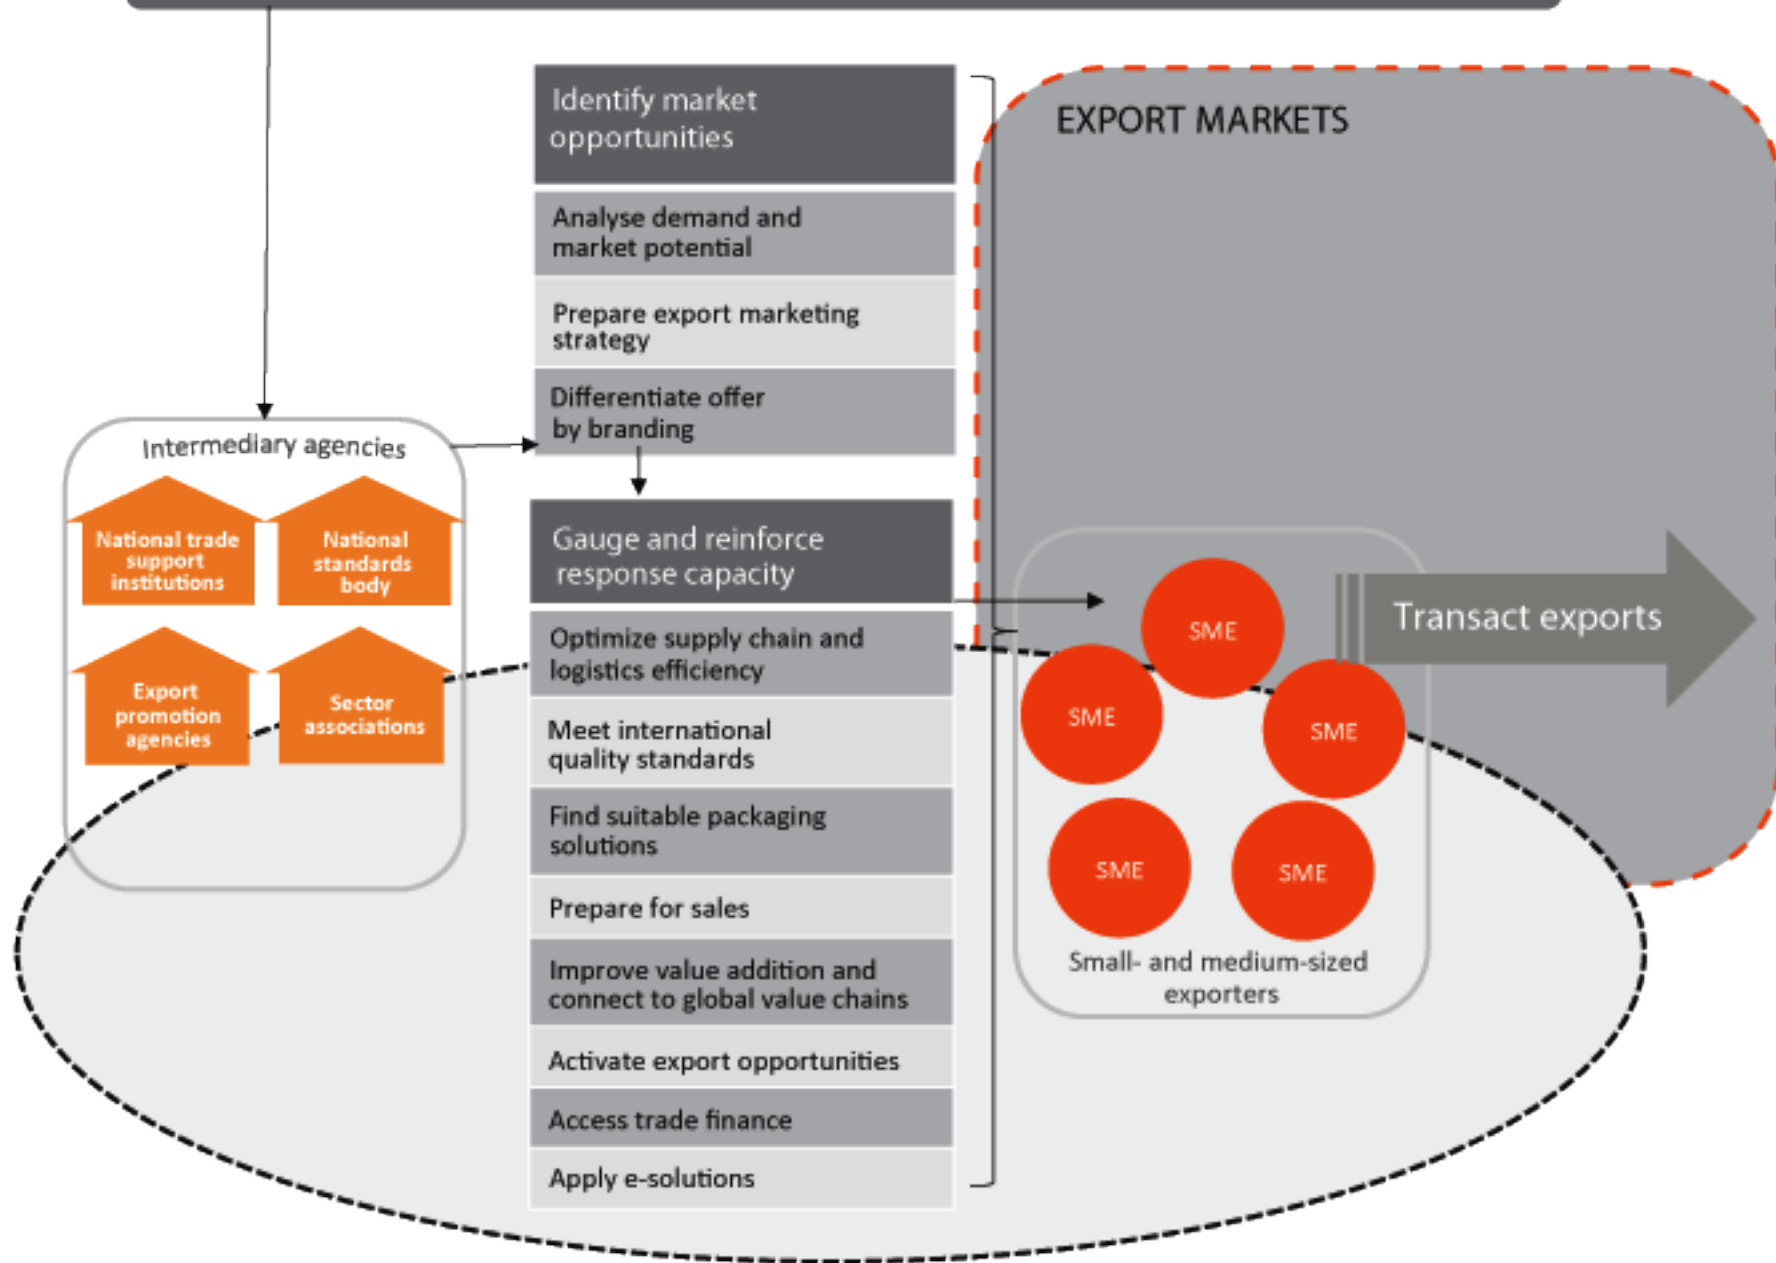 Identify market
opportunities
Analyse demand and
market potential
Prepare export marketing
strategy
Differentiate offer
by branding
EXPORT MARKETS
Intermediary agencies
National trade
support
institutions
National
standards
body
Export
promotion
agencies
Sector
associations
Gauge and reinforce
response capacity
Optimize supply chain and
logistics efficiency
Meet international
quality standards
Find suitable packaging
solutions
Prepare for sales
Improve value addition and
connect to global value chains
Activate export opportunities
Access trade finance
Apply e-solutions
SME
SME
SME
SME
SME
Small- and medium-sized
exporters
Transact exports